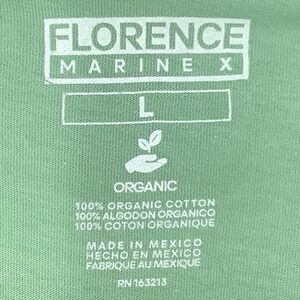 FLORENCE
MARINE X
L
ORGANIC
100% ORGANIC COTTON
100% ALGODON ORGANICO
100% COTON ORGANIQUE
MADE IN MEXICO
HECHO EN MEXICO
FABRIQUE AU MEXIQUE
RN 163213